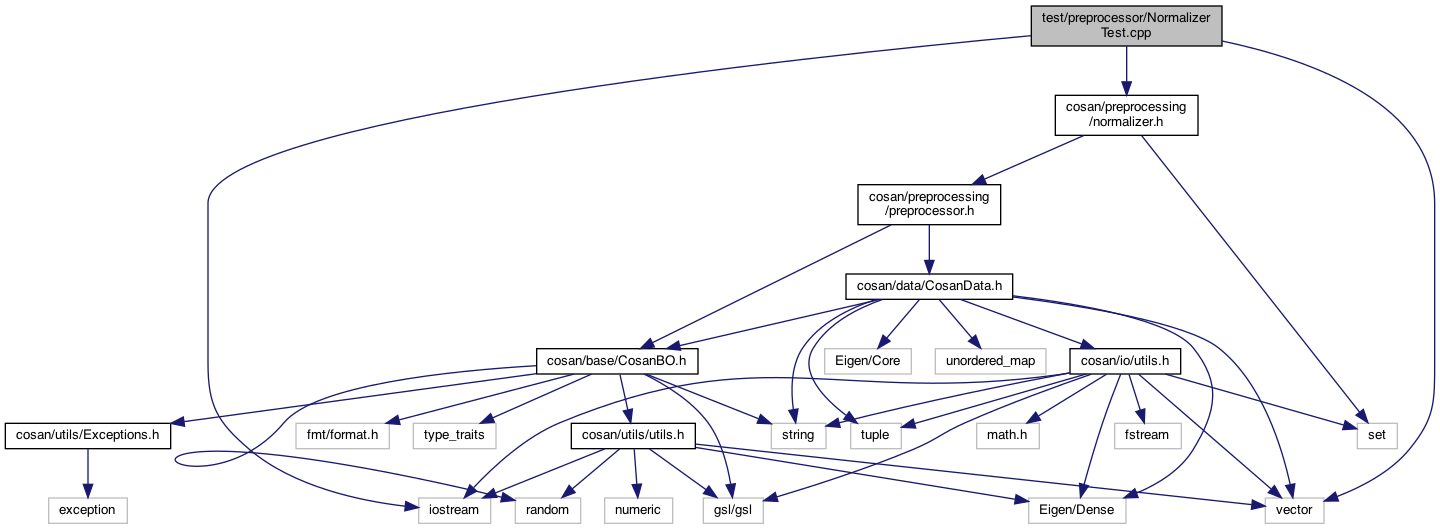 test/preprocessor/Normalizer
Test.cpp
cosan/preprocessing
/normalizer.h
cosan/preprocessing
/preprocessor.h
cosan/data/CosanData.h
cosan/base/CosanBO.h
Eigen/Core
unordered_map
cosan/io/utils.h
cosan/utils/Exceptions.h
fmt/format.h
type_traits
cosan/utils/utils.h
string
tuple
math.h
fstream
set
exception
iostream
random
numeric
gsl/gsl
Eigen/Dense
vector